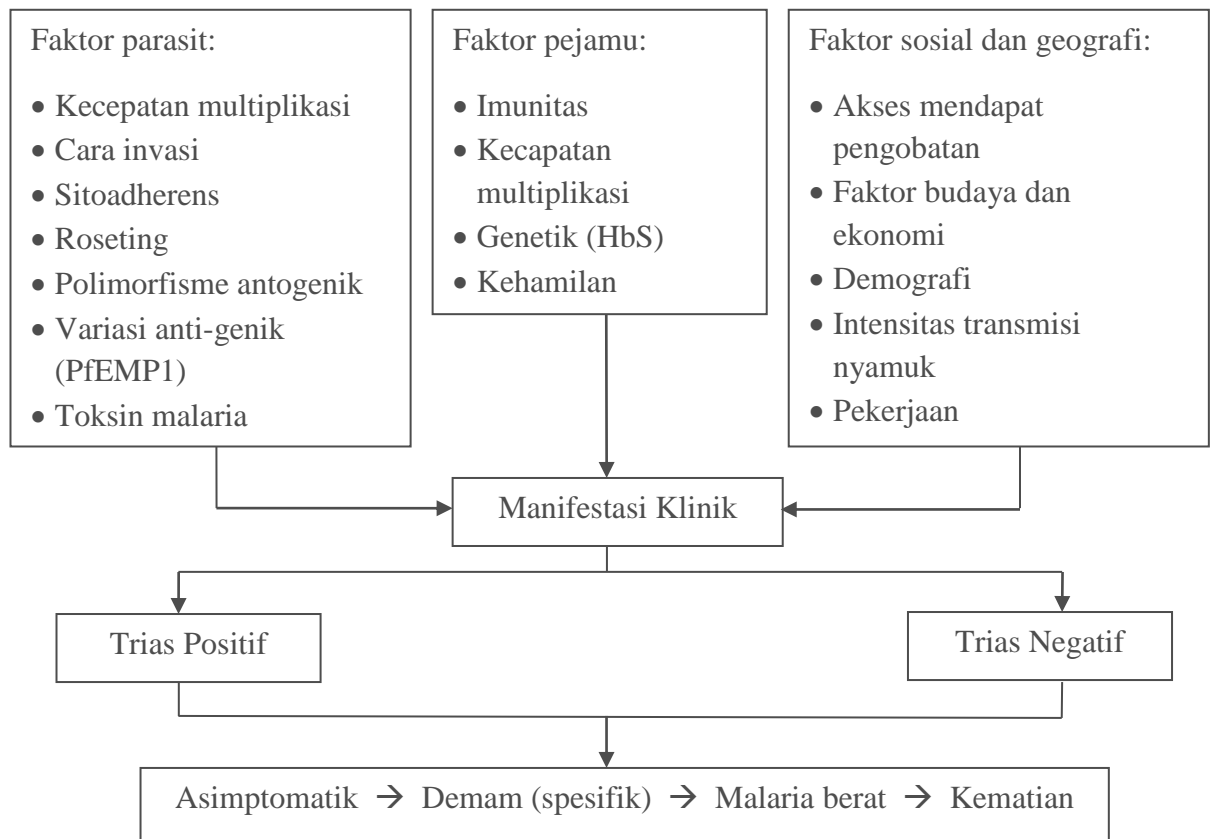 Faktor parasit:
• Kecepatan multiplikasi
• Cara invasi
• Sitoadherens
• Roseting
• Polimorfisme antogenik
• Variasi anti-genik
(PfEMP1)
• Toksin malaria
Faktor pejamu:
• Imunitas
• Kecapatan
multiplikasi
• Genetik (HbS)
• Kehamilan
Faktor sosial dan geografi:
• Akses mendapat
pengobatan
• Faktor budaya dan
ekonomi
• Demografi
• Intensitas transmisi
nyamuk
• Pekerjaan
Manifestasi Klinik
Trias Positif
Trias Negatif
Asimptomatik → Demam (spesifik) → Malaria berat → Kematian